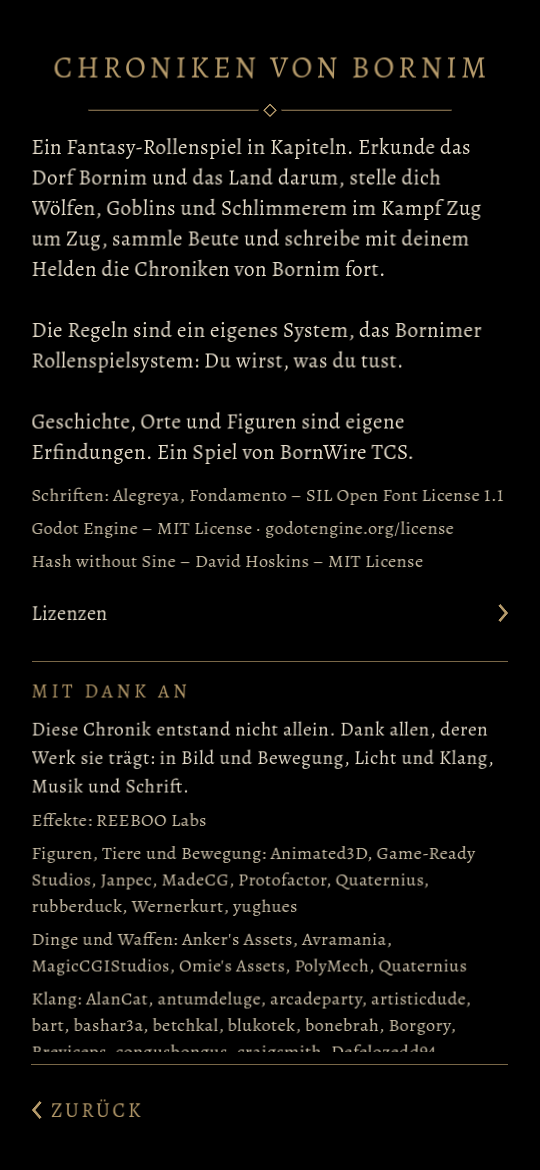 CHRONIKEN VON BORNIM
Ein Fantasy-Rollenspiel in Kapiteln. Erkunde das
Dorf Bornim und das Land darum, stelle dich
Wölfen, Goblins und Schlimmerem im Kampf Zug
um Zug, sammle Beute und schreibe mit deinem
Helden die Chroniken von Bornim fort.
Die Regeln sind ein eigenes System, das Bornimer
Rollenspielsystem: Du wirst, was du tust.
Geschichte, Orte und Figuren sind eigene
Erfindungen. Ein Spiel von BornWire TCS.
Schriften: Alegreya, Fondamento – SIL Open Font License 1.1
Godot Engine – MIT License · godotengine.org/license
Hash without Sine – David Hoskins – MIT License
Lizenzen
MIT DANK AN
Diese Chronik entstand nicht allein. Dank allen, deren
Werk sie trägt: in Bild und Bewegung, Licht und Klang,
Musik und Schrift.
Effekte: REEBOO Labs
Figuren, Tiere und Bewegung: Animated3D, Game-Ready
Studios, Janpec, MadeCG, Protofactor, Quaternius,
rubberduck, Wernerkurt, yughues
Dinge und Waffen: Anker's Assets, Avramania,
MagicCGIStudios, Omie's Assets, PolyMech, Quaternius
Klang: AlanCat, antumdeluge, arcadeparty, artisticdude,
bart, bashar3a, betchkal, blukotek, bonebrah, Borgory,
ZURÜCK